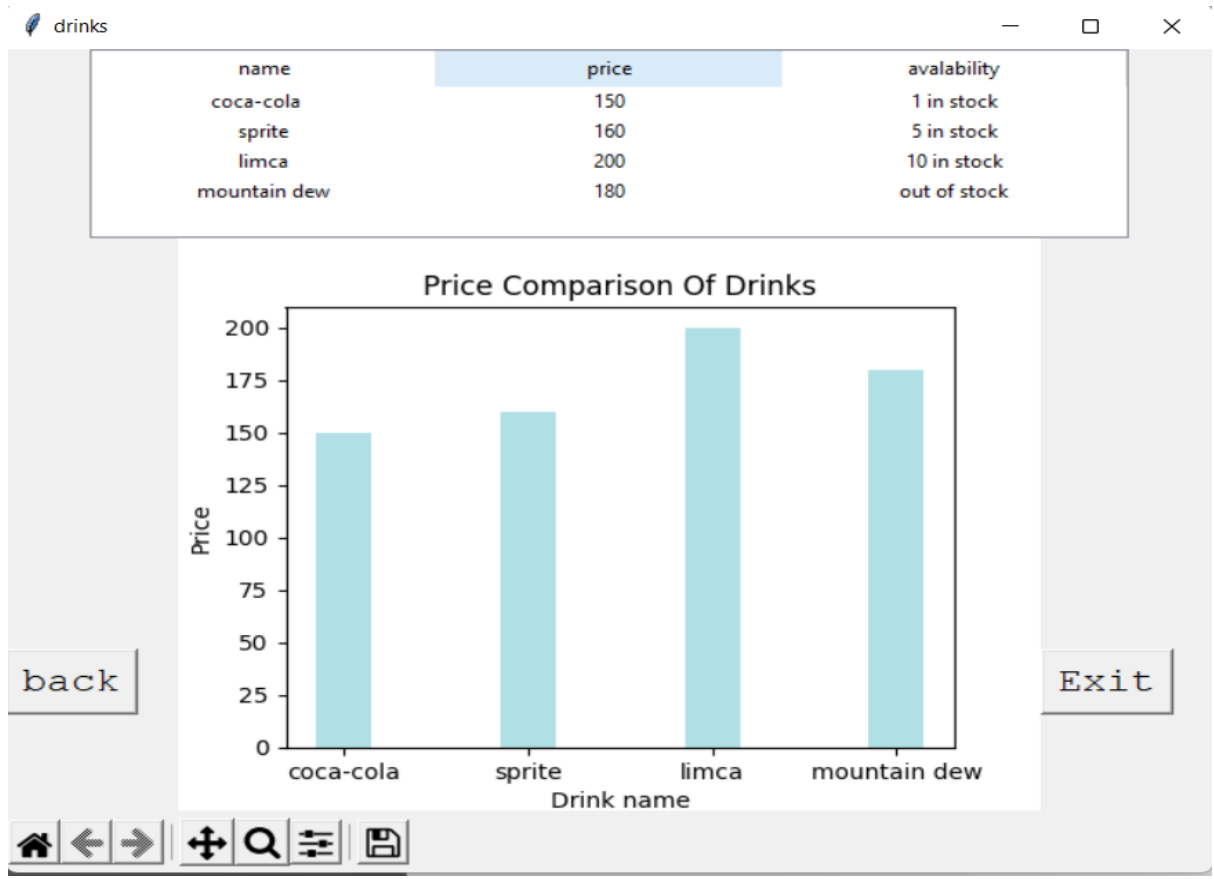 drinks
name price avalability
coca-cola 150 1 in stock
sprite 160 5 in stock
limca 200 10 in stock
mountain dew 180 out of stock
Price Comparison Of Drinks
200
175
150
125
100
75
50
25
0
Price
coca-cola sprite limca mountain dew
Drink name
back
Exit